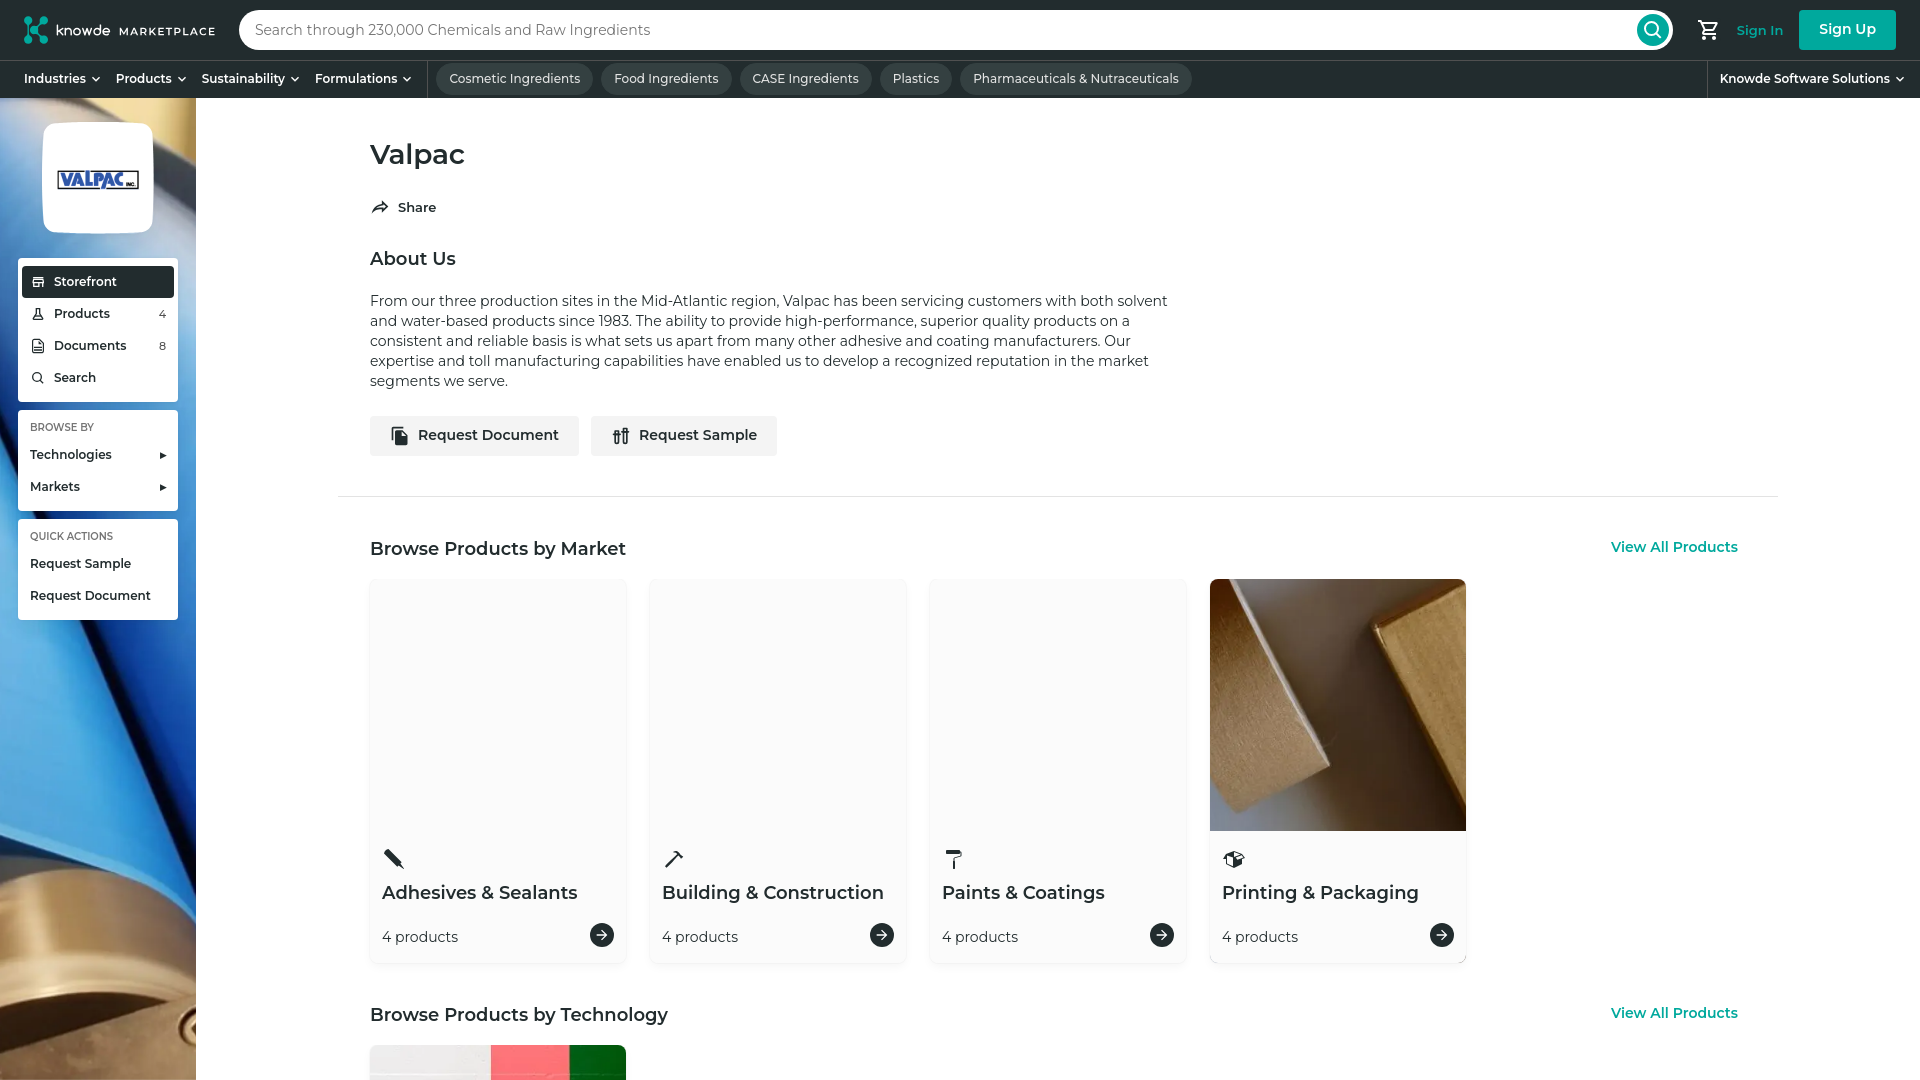 knowde MARKETPLACE
Search through 230,000 Chemicals and Raw Ingredients
Sign In
Sign Up
Industries
Products
Sustainability
Formulations
Cosmetic Ingredients
Food Ingredients
CASE Ingredients
Plastics
Pharmaceuticals & Nutraceuticals
Knowde Software Solutions
VALPAC INC.
Storefront
Products 4
Documents 8
Search
BROWSE BY
Technologies
Markets
QUICK ACTIONS
Request Sample
Request Document
Valpac
Share
About Us
From our three production sites in the Mid-Atlantic region, Valpac has been servicing customers with both solvent
and water-based products since 1983. The ability to provide high-performance, superior quality products on a
consistent and reliable basis is what sets us apart from many other adhesive and coating manufacturers. Our
expertise and toll manufacturing capabilities have enabled us to develop a recognized reputation in the market
segments we serve.
Request Document
Request Sample
Browse Products by Market
View All Products
Adhesives & Sealants
4 products
Building & Construction
4 products
Paints & Coatings
4 products
Printing & Packaging
4 products
Browse Products by Technology
View All Products